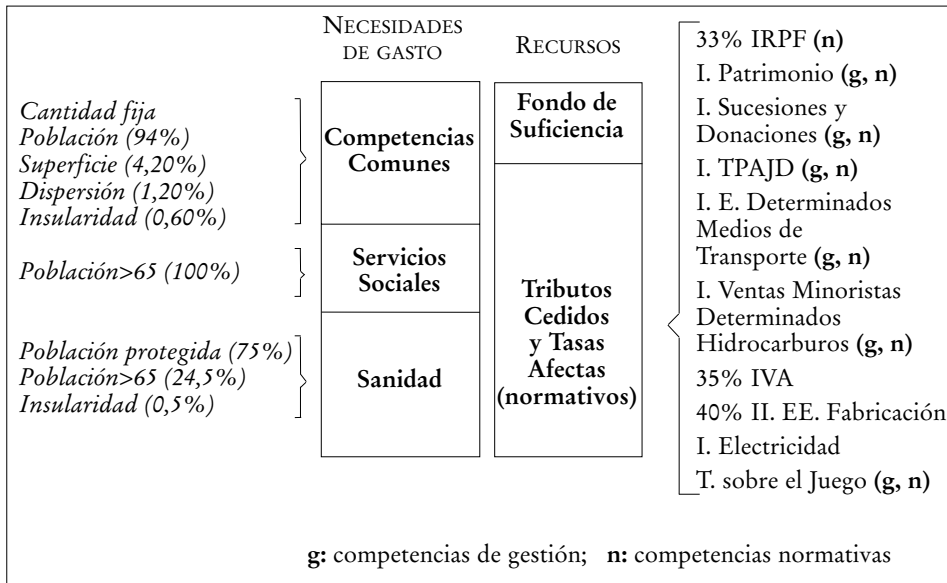 NECESIDADES
DE GASTO
RECURSOS
Cantidad fija
Población (94%)
Superficie (4,20%)
Dispersión (1,20%)
Insularidad (0,60%)
Población>65 (100%)
Población protegida (75%)
Población>65 (24,5%)
Insularidad (0,5%)
Competencias
Comunes
Servicios
Sociales
Sanidad
Fondo de
Suficiencia
Tributos
Cedidos
y Tasas
Afectas
(normativos)
33% IRPF (n)
I. Patrimonio (g, n)
I. Sucesiones y
Donaciones (g, n)
I. TPAJD (g, n)
I. E. Determinados
Medios de
Transporte (g, n)
I. Ventas Minoristas
Determinados
Hidrocarburos (g, n)
35% IVA
40% II. EE. Fabricación
I. Electricidad
T. sobre el Juego (g, n)
g: competencias de gestión; n: competencias normativas